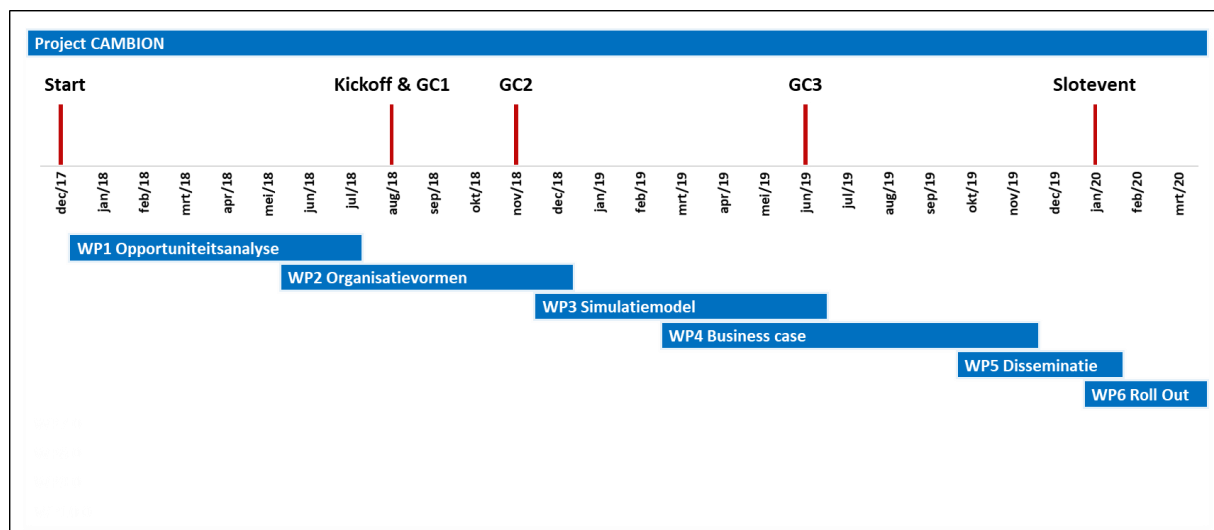 Project CAMBION
Start
Kickoff & GC1
GC2
GC3
Slotevent
dec/17
jan/18
feb/18
mrt/18
apr/18
mei/18
jun/18
jul/18
aug/18
sep/18
okt/18
nov/18
dec/18
jan/19
feb/19
mrt/19
apr/19
mei/19
jun/19
jul/19
aug/19
sep/19
okt/19
nov/19
dec/19
jan/20
feb/20
mrt/20
WP1 Opportuniteitsanalyse
WP2 Organisatievormen
WP3 Simulatiemodel
WP4 Business case
WP5 Disseminatie
WP6 Roll Out